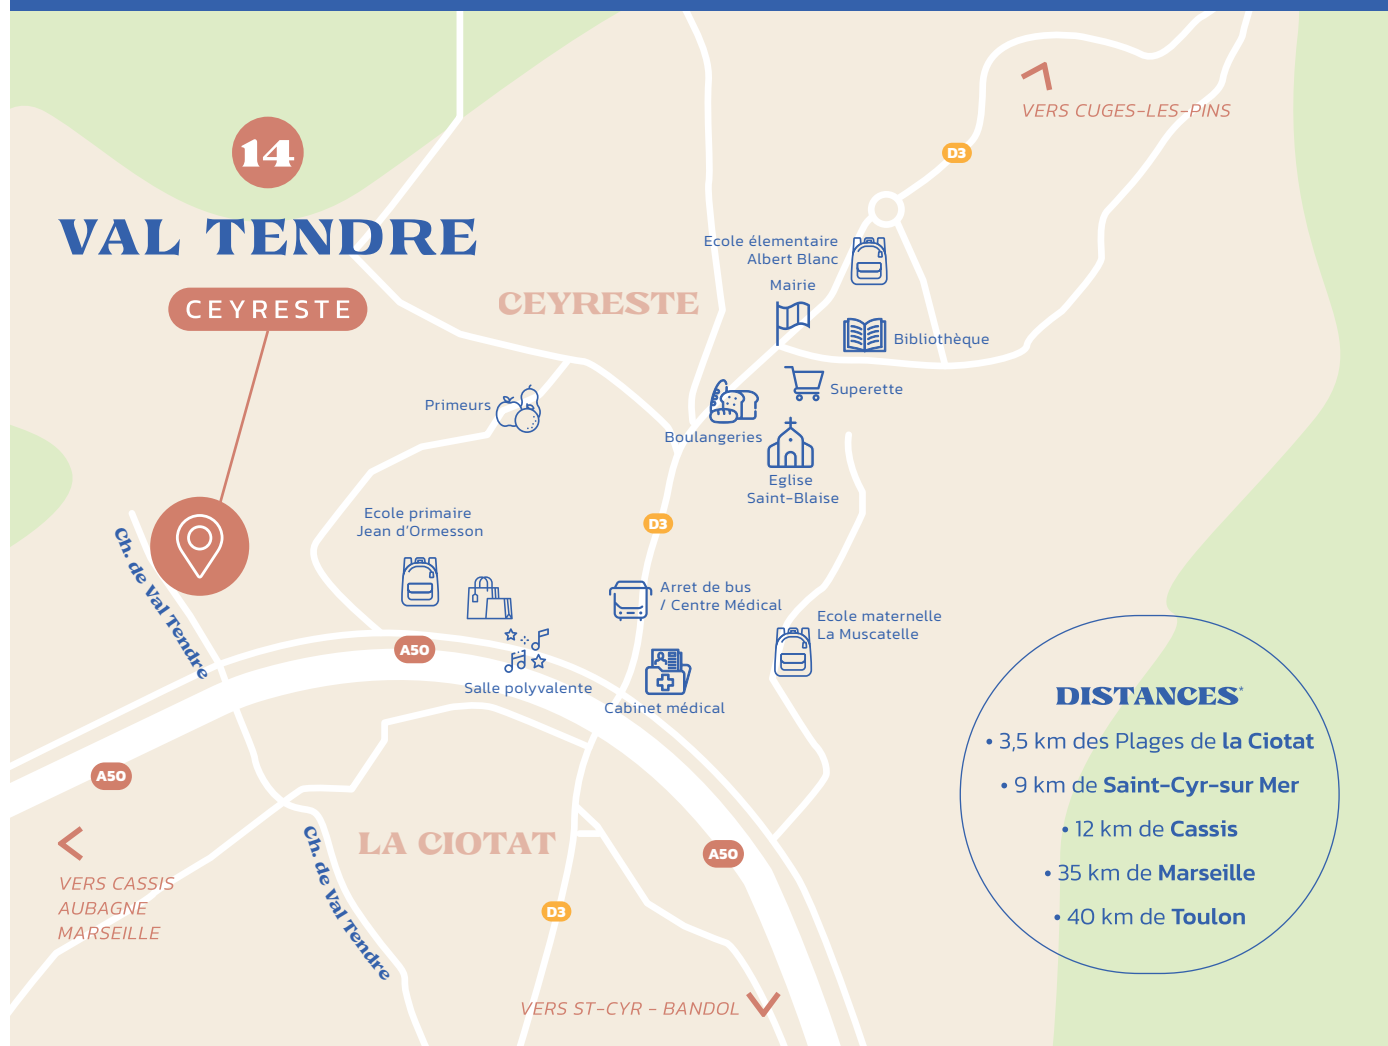 14
VAL TENDRE
CEYRESTE
VERS CUGES-LES-PINS
D3
Ecole élementaire
Albert Blanc
Mairie
CEYRESTE
Bibliothèque
Superette
Primeurs
Boulangeries
Eglise
Saint-Blaise
Ecole primaire
Jean d'Ormesson
D3
Ch. de Val Tendre
Arret de bus
/ Centre Médical
Ecole maternelle
La Muscatelle
A50
Salle polyvalente
Cabinet médical
A50
LA CIOTAT
A50
Ch. de Val Tendre
VERS CASSIS
AUBAGNE
MARSEILLE
D3
VERS ST-CYR - BANDOL
DISTANCES*
• 3,5 km des Plages de la Ciotat
• 9 km de Saint-Cyr-sur Mer
• 12 km de Cassis
• 35 km de Marseille
• 40 km de Toulon